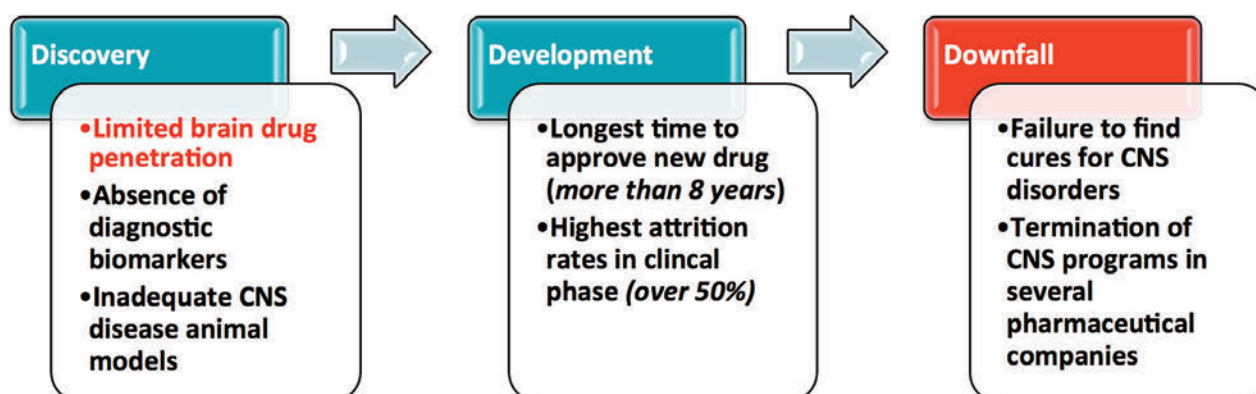 Discovery
•Limited brain drug
penetration
•Absence of
diagnostic
biomarkers
•Inadequate CNS
disease animal
models
Development
•Longest time to
approve new drug
(more than 8 years)
•Highest attrition
rates in clincal
phase (over 50%)
Downfall
•Failure to find
cures for CNS
disorders
•Termination of
CNS programs in
several
pharmaceutical
companies